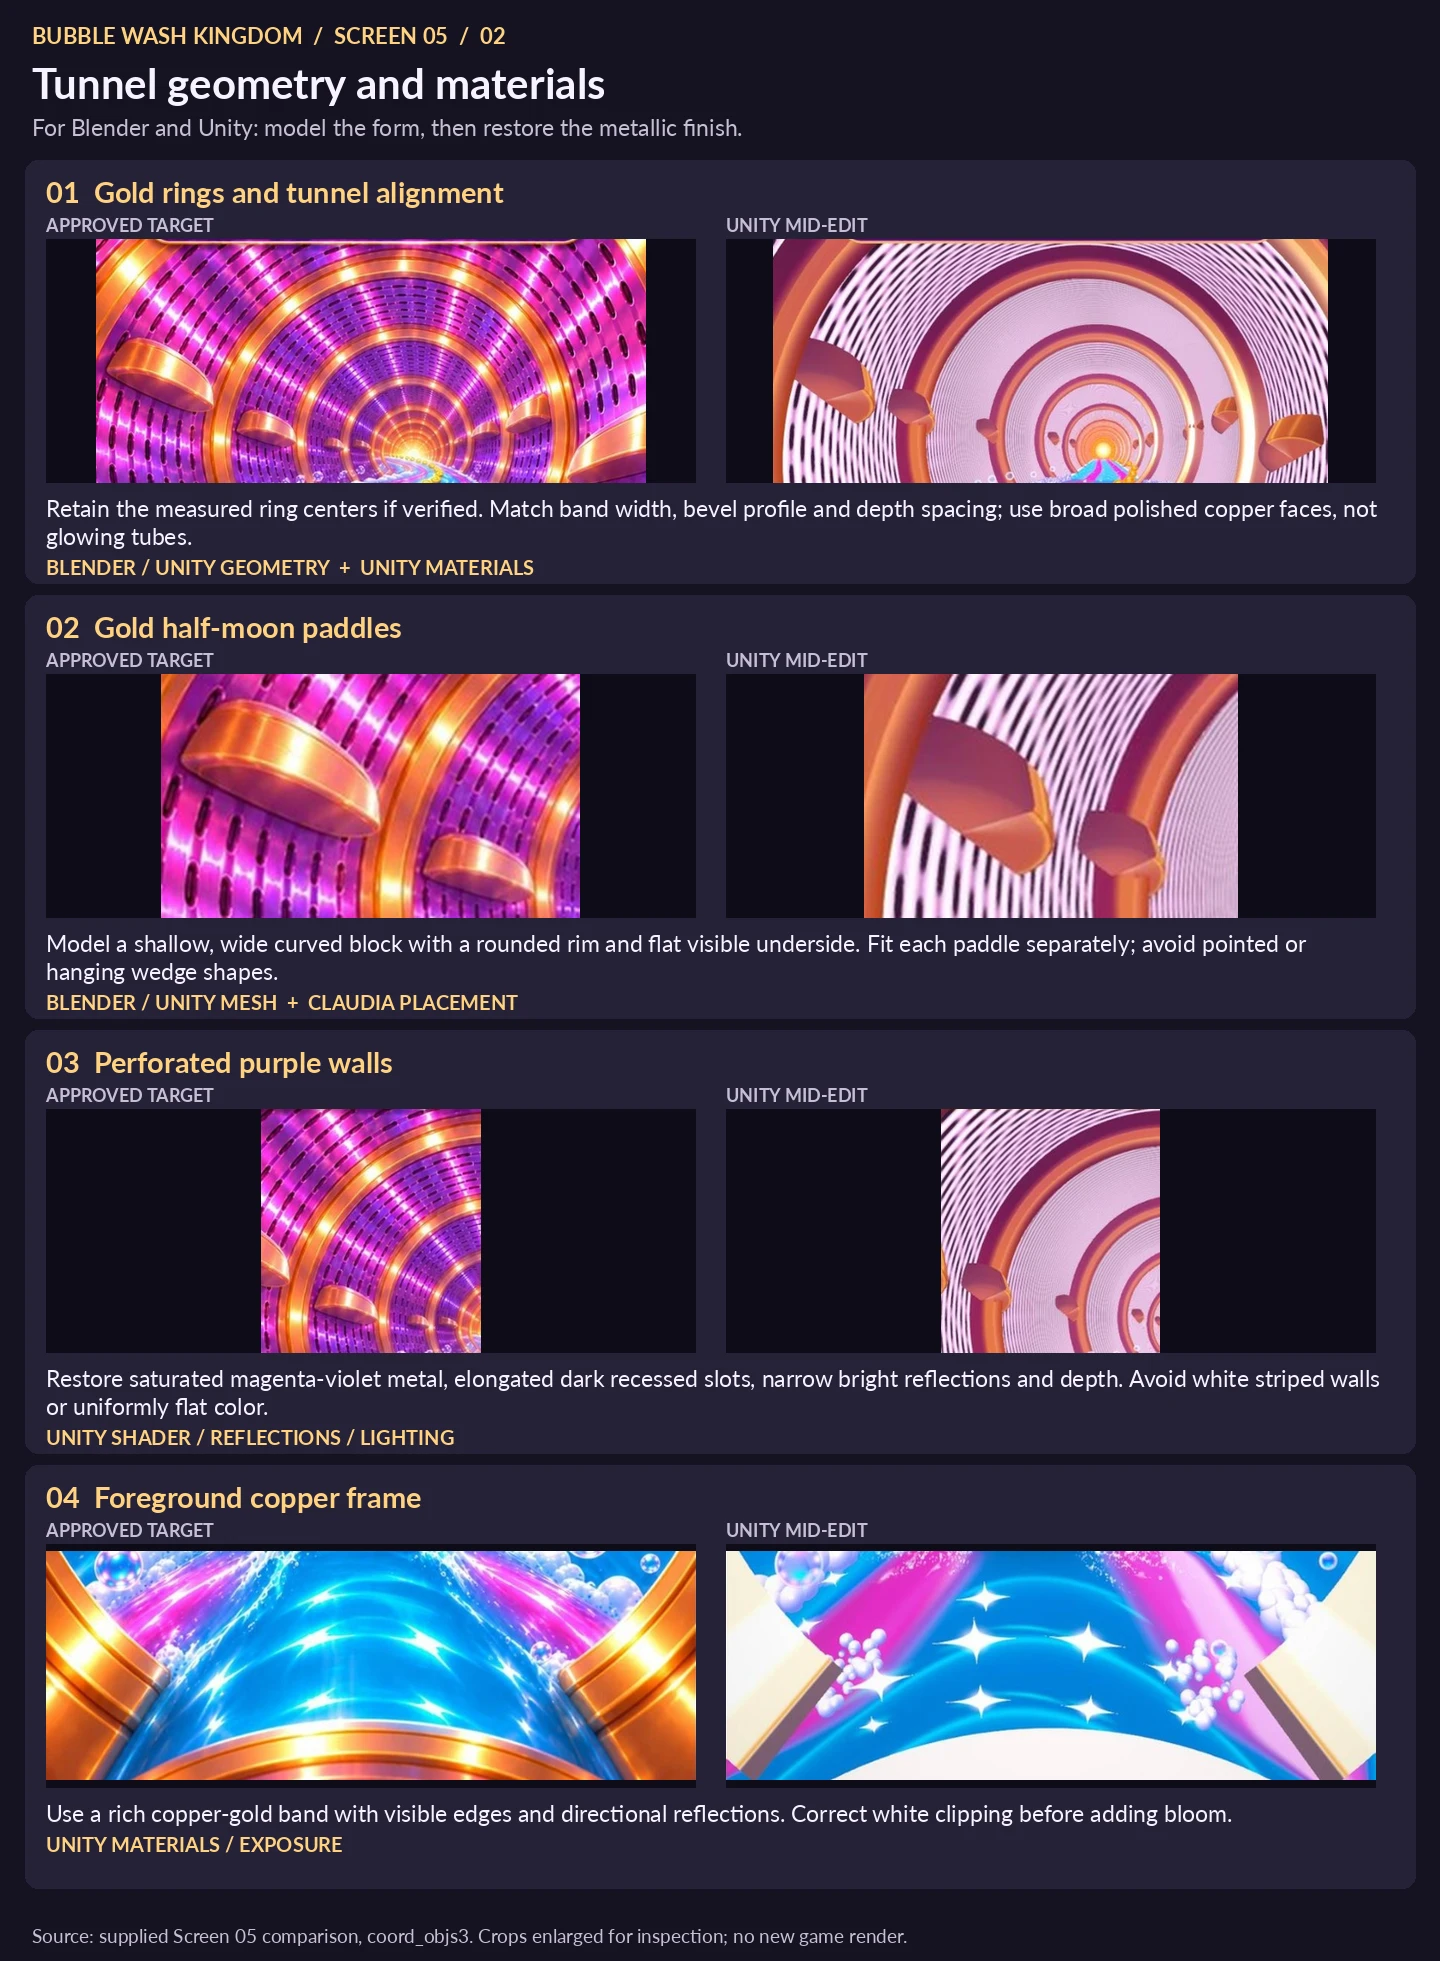 BUBBLE WASH KINGDOM / SCREEN 05 / 02
Tunnel geometry and materials
For Blender and Unity: model the form, then restore the metallic finish.
01 Gold rings and tunnel alignment
APPROVED TARGET
UNITY MID-EDIT
Retain the measured ring centers if verified. Match band width, bevel profile and depth spacing; use broad polished copper faces, not
glowing tubes.
BLENDER / UNITY GEOMETRY + UNITY MATERIALS
02 Gold half-moon paddles
APPROVED TARGET
UNITY MID-EDIT
Model a shallow, wide curved block with a rounded rim and flat visible underside. Fit each paddle separately; avoid pointed or
hanging wedge shapes.
BLENDER / UNITY MESH + CLAUDIA PLACEMENT
03 Perforated purple walls
APPROVED TARGET
UNITY MID-EDIT
Restore saturated magenta-violet metal, elongated dark recessed slots, narrow bright reflections and depth. Avoid white striped walls
or uniformly flat color.
UNITY SHADER / REFLECTIONS / LIGHTING
04 Foreground copper frame
APPROVED TARGET
UNITY MID-EDIT
Use a rich copper-gold band with visible edges and directional reflections. Correct white clipping before adding bloom.
UNITY MATERIALS / EXPOSURE
Source: supplied Screen 05 comparison, coord_objs3. Crops enlarged for inspection; no new game render.